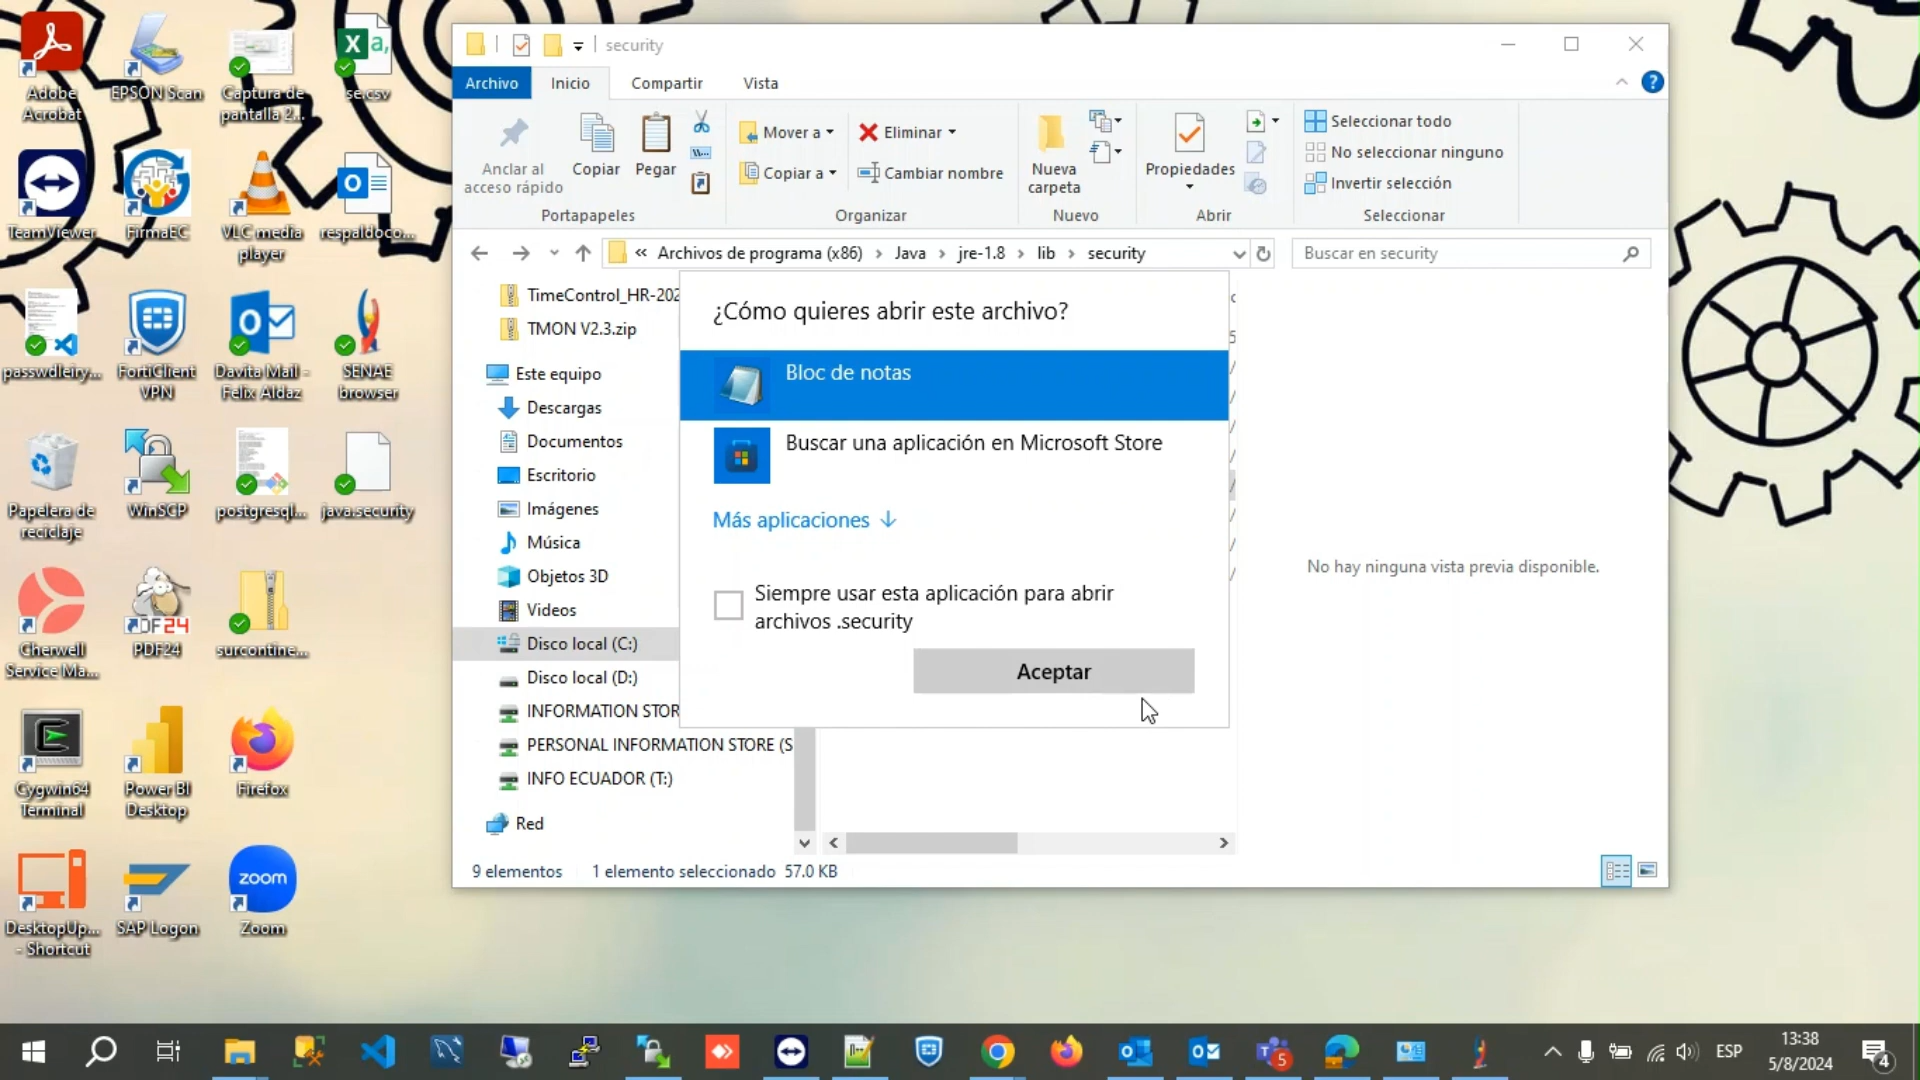 Adobe
Acrobat
EPSON Scan
Captura de
pantalla 2...
se.csv
TeamViewer
FirmaEC
VLC media
player
respaldoco...
passwdleiry...
FortiClient
VPN
Davita Mail -
Felix Aldaz
SENAE
browser
Papelera de
reciclaje
WinSCP
postgresql...
java.security
Cherwell
Service Ma...
PDF24
surcontine...
Cygwin64
Terminal
Power BI
Desktop
Firefox
DesktopUp...
- Shortcut
SAP Logon
zoom
Zoom
security
Archivo
Inicio
Compartir
Vista
Anclar al
acceso rápido
Copiar
Pegar
Portapapeles
Mover a
Copiar a
Eliminar
Cambiar nombre
Organizar
Nueva
carpeta
Nuevo
Propiedades
Abrir
Seleccionar todo
No seleccionar ninguno
Invertir selección
Seleccionar
« Archivos de programa (x86) > Java > jre-1.8 > lib > security
Buscar en security
TimeControl_HR-202
TMON V2.3.zip
Este equipo
Descargas
Documentos
Escritorio
Imágenes
Música
Objetos 3D
Videos
Disco local (C:)
Disco local (D:)
INFORMATION STOR
PERSONAL INFORMATION STORE (S
INFO ECUADOR (T:)
Red
¿Cómo quieres abrir este archivo?
Bloc de notas
Buscar una aplicación en Microsoft Store
Más aplicaciones
Siempre usar esta aplicación para abrir
archivos .security
Aceptar
No hay ninguna vista previa disponible.
9 elementos
1 elemento seleccionado 57.0 KB
5
ESP
13:38
5/8/2024
4